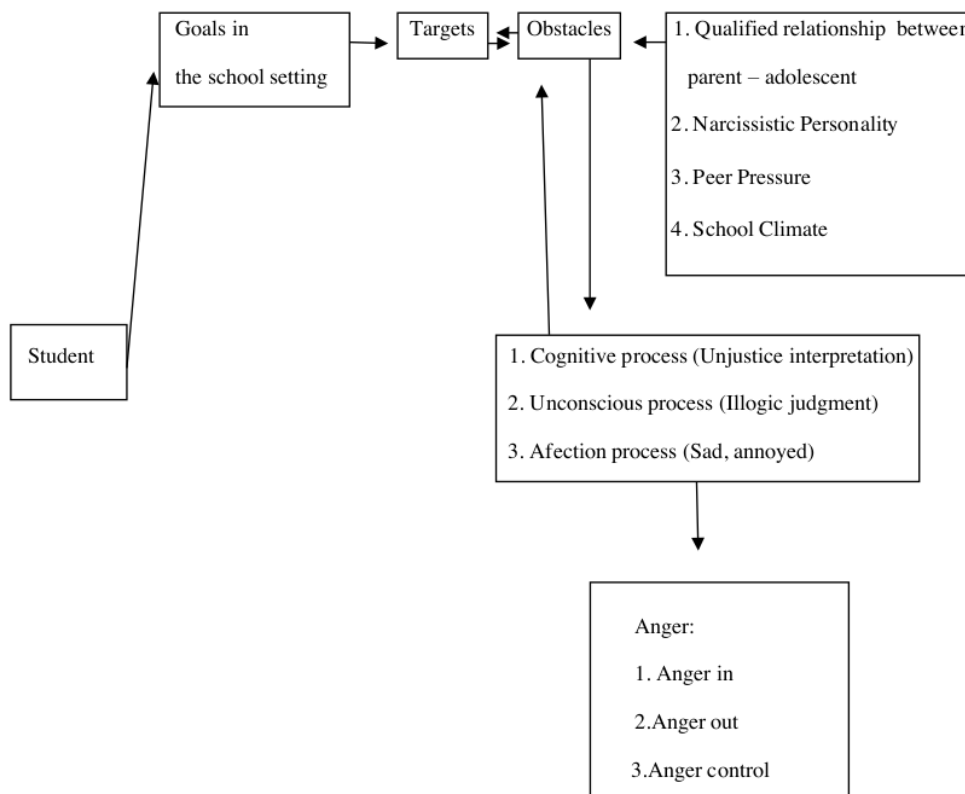 Goals in
the school setting
Targets
Obstacles
1. Qualified relationship between
parent – adolescent
2. Narcissistic Personality
3. Peer Pressure
4. School Climate
Student
1. Cognitive process (Unjustice interpretation)
2. Unconscious process (Illogic judgment)
3. Afection process (Sad, annoyed)
Anger:
1. Anger in
2.Anger out
3.Anger control